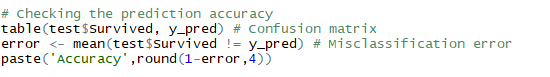 # Checking the prediction accuracy
table(test$Survived, y_pred) # Confusion matrix
error <- mean(test$Survived != y_pred) # Misclassification error
paste('Accuracy',round(1-error,4))